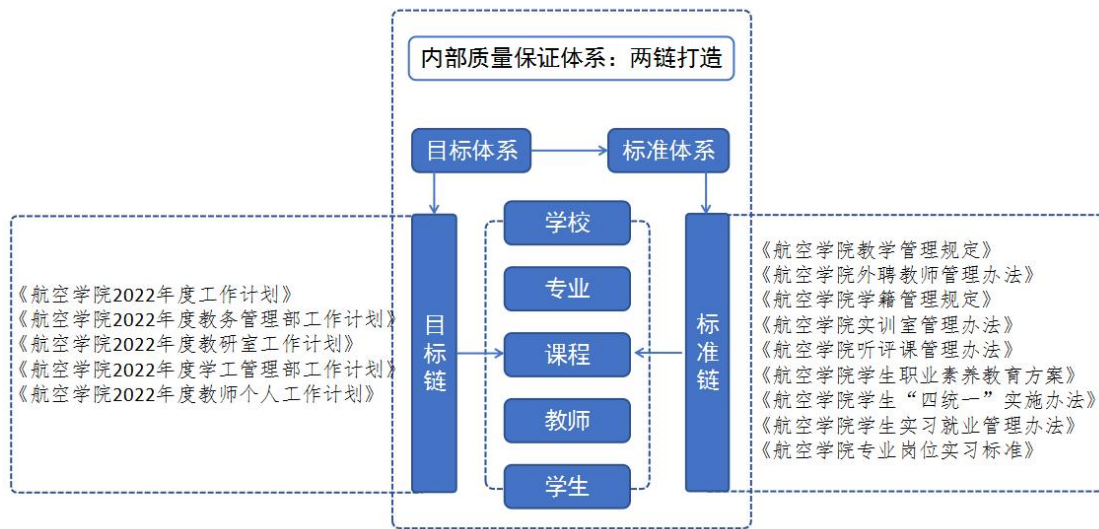 内部质量保证体系：两链打造
目标体系
标准体系
《航空学院2022年度工作计划》
《航空学院2022年度教务管理部工作计划》
《航空学院2022年度教研室工作计划》
《航空学院2022年度学工管理部工作计划》
《航空学院2022年度教师个人工作计划》
目标链
学校
专业
课程
教师
学生
标准链
《航空学院教学管理规定》
《航空学院外聘教师管理办法》
《航空学院学籍管理规定》
《航空学院实训室管理办法》
《航空学院听评课管理办法》
《航空学院学生职业素养教育方案》
《航空学院学生“四统一”实施办法》
《航空学院学生实习就业管理办法》
《航空学院专业岗位实习标准》